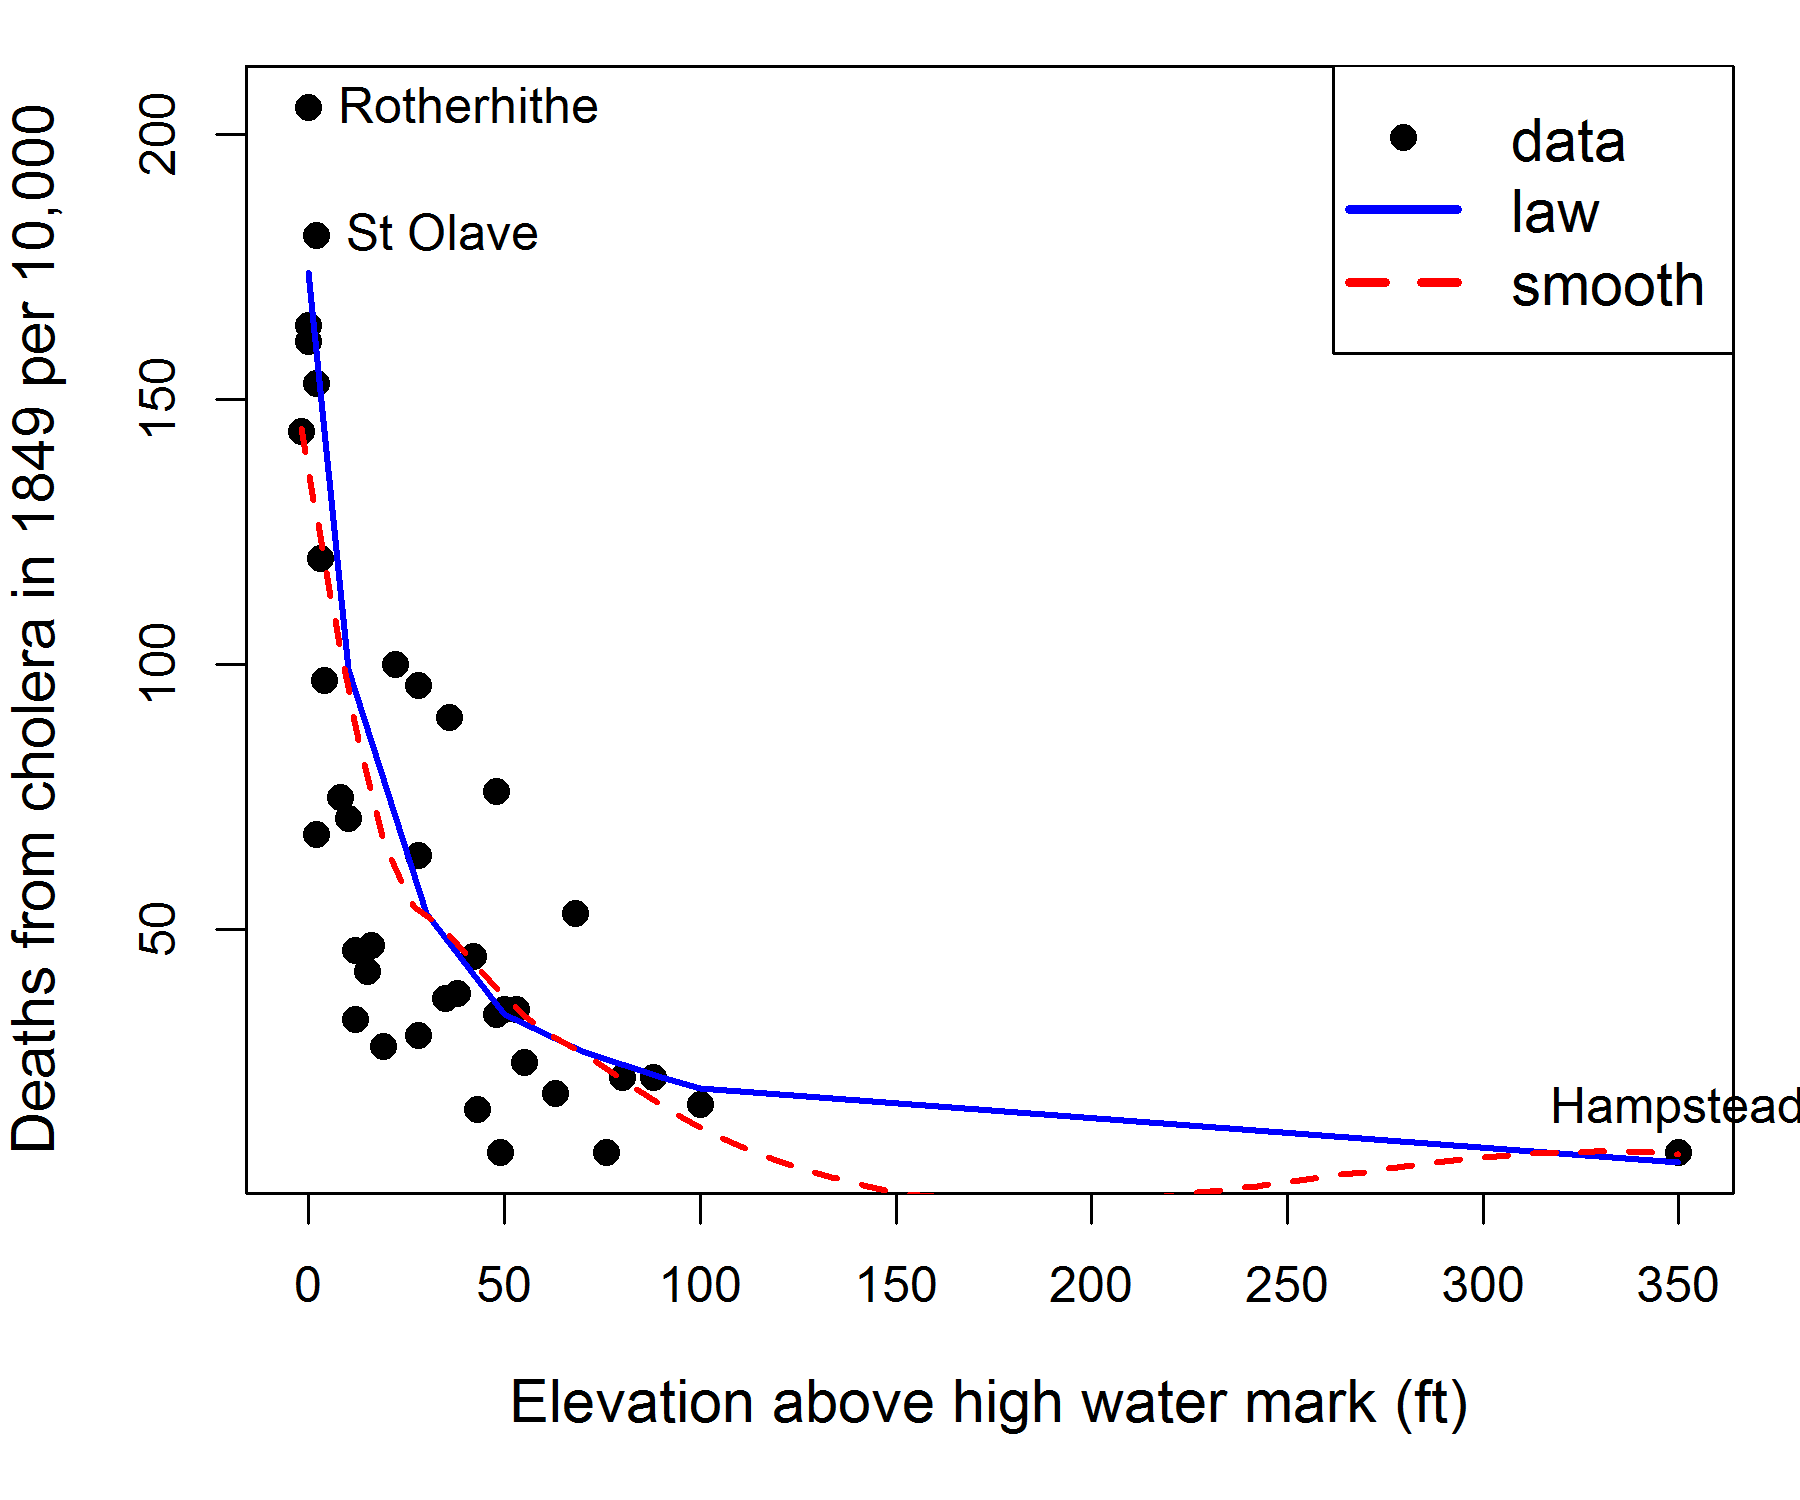 Deaths from cholera in 1849 per 10,000
200
150
100
50
Rotherhithe
St Olave
data
law
smooth
Hampstead
0 50 100 150 200 250 300 350
Elevation above high water mark (ft)